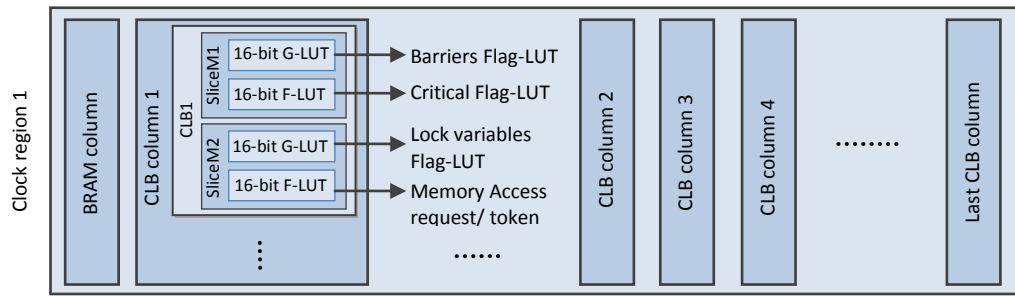 Clock region 1
BRAM column
CLB column 1
CLB1
SliceM1
16-bit G-LUT
Barriers Flag-LUT
16-bit F-LUT
Critical Flag-LUT
SliceM2
16-bit G-LUT
Lock variables
Flag-LUT
16-bit F-LUT
Memory Access
request/ token
......
CLB column 2
CLB column 3
CLB column 4
........
Last CLB column